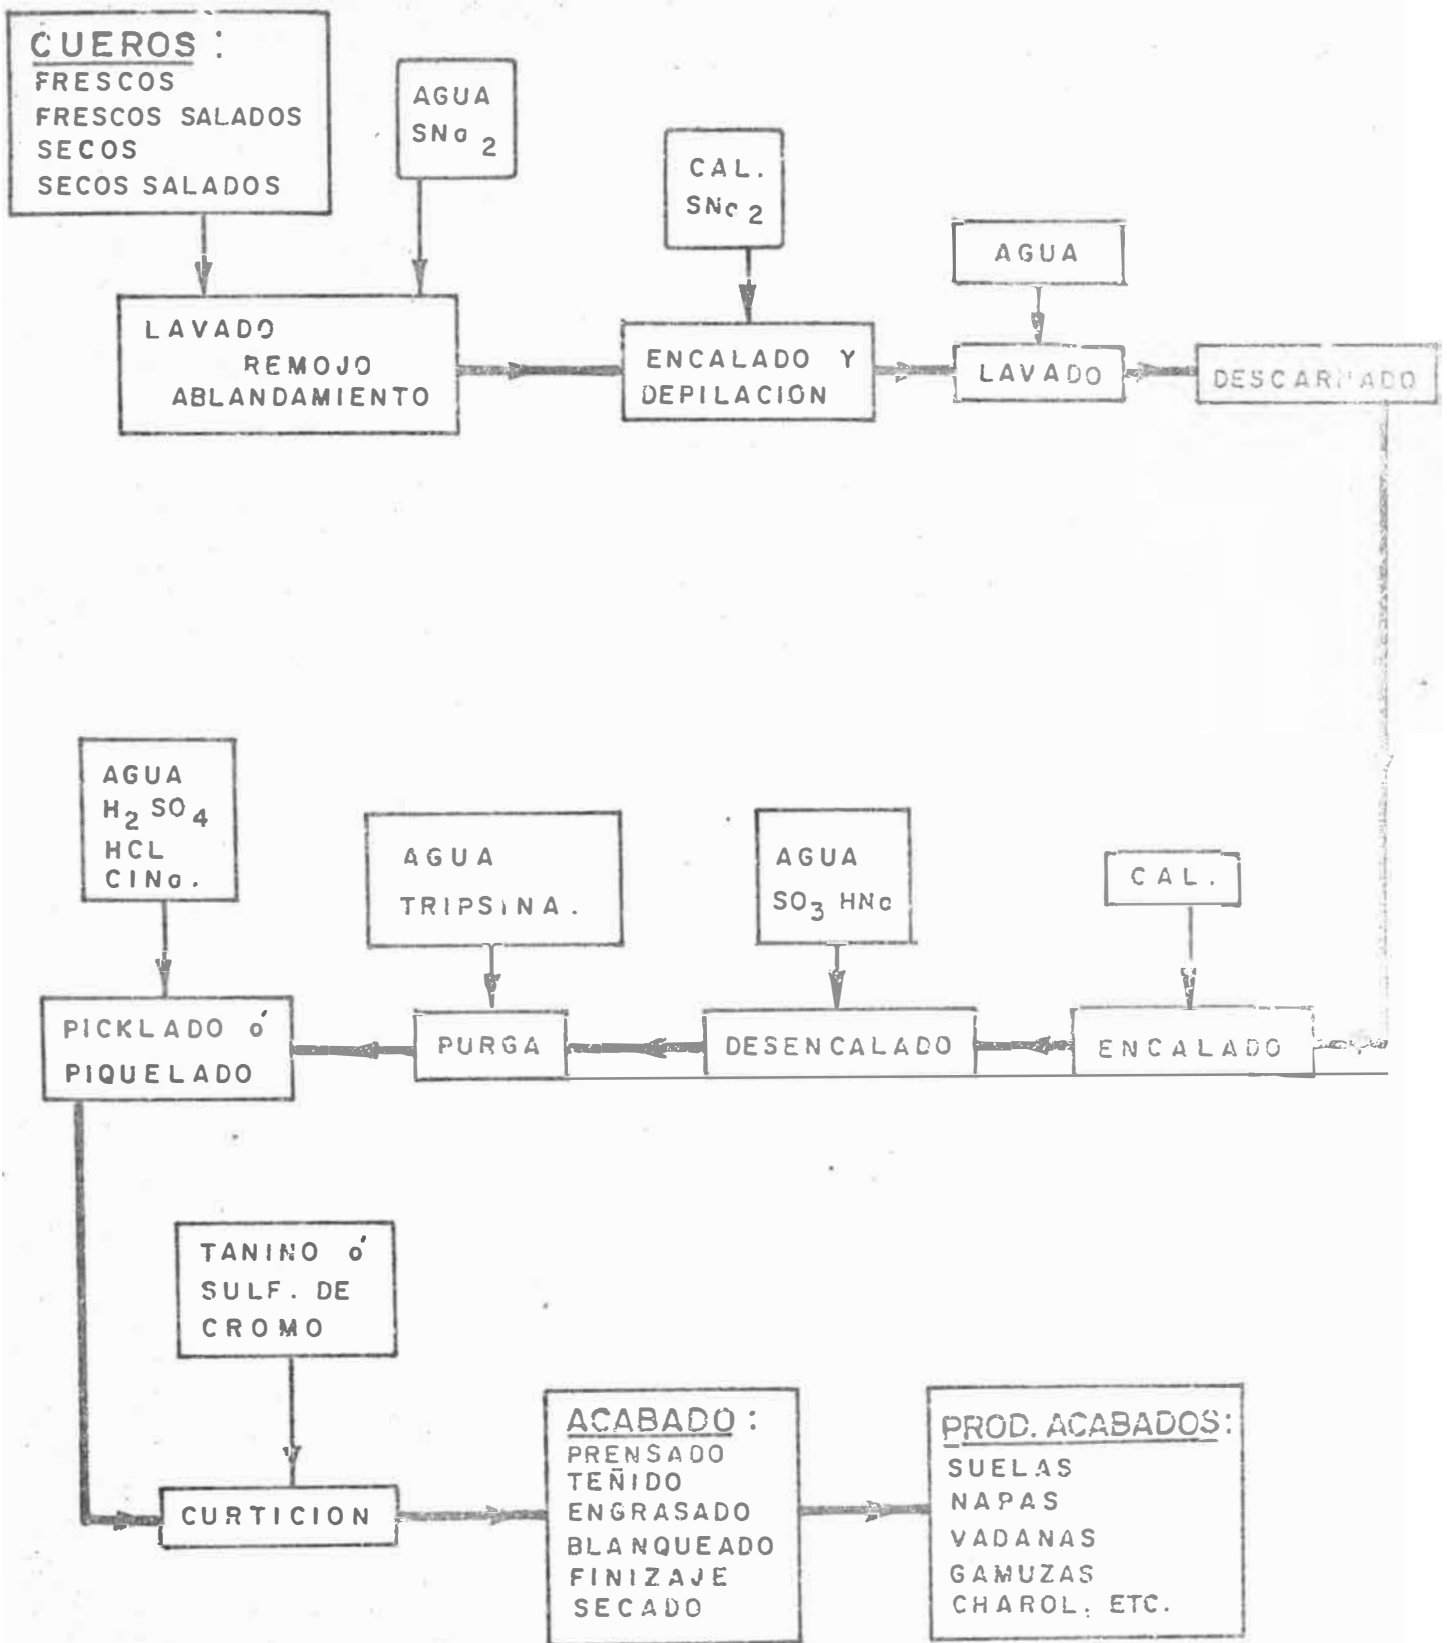 CUEROS :
FRESCOS
FRESCOS SALADOS
SECOS
SECOS SALADOS
AGUA
SNa 2
CAL.
SNa 2
AGUA
LAVADO
REMOJO
ABLANDAMIENTO
ENCALADO Y
DEPILACION
LAVADO
DESCARNADO
AGUA
H2 SO4
HCL
ClNa.
AGUA
TRIPSINA.
AGUA
SO3 HNa
CAL.
PICKLADO ó
PIQUELADO
PURGA
DESENCALADO
ENCALADO
TANINO ó
SULF. DE
CROMO
CURTICION
ACABADO :
PRENSADO
TEÑIDO
ENGRASADO
BLANQUEADO
FINIZAJE
SECADO
PROD. ACABADOS:
SUELAS
NAPAS
VADANAS
GAMUZAS
CHAROL, ETC.